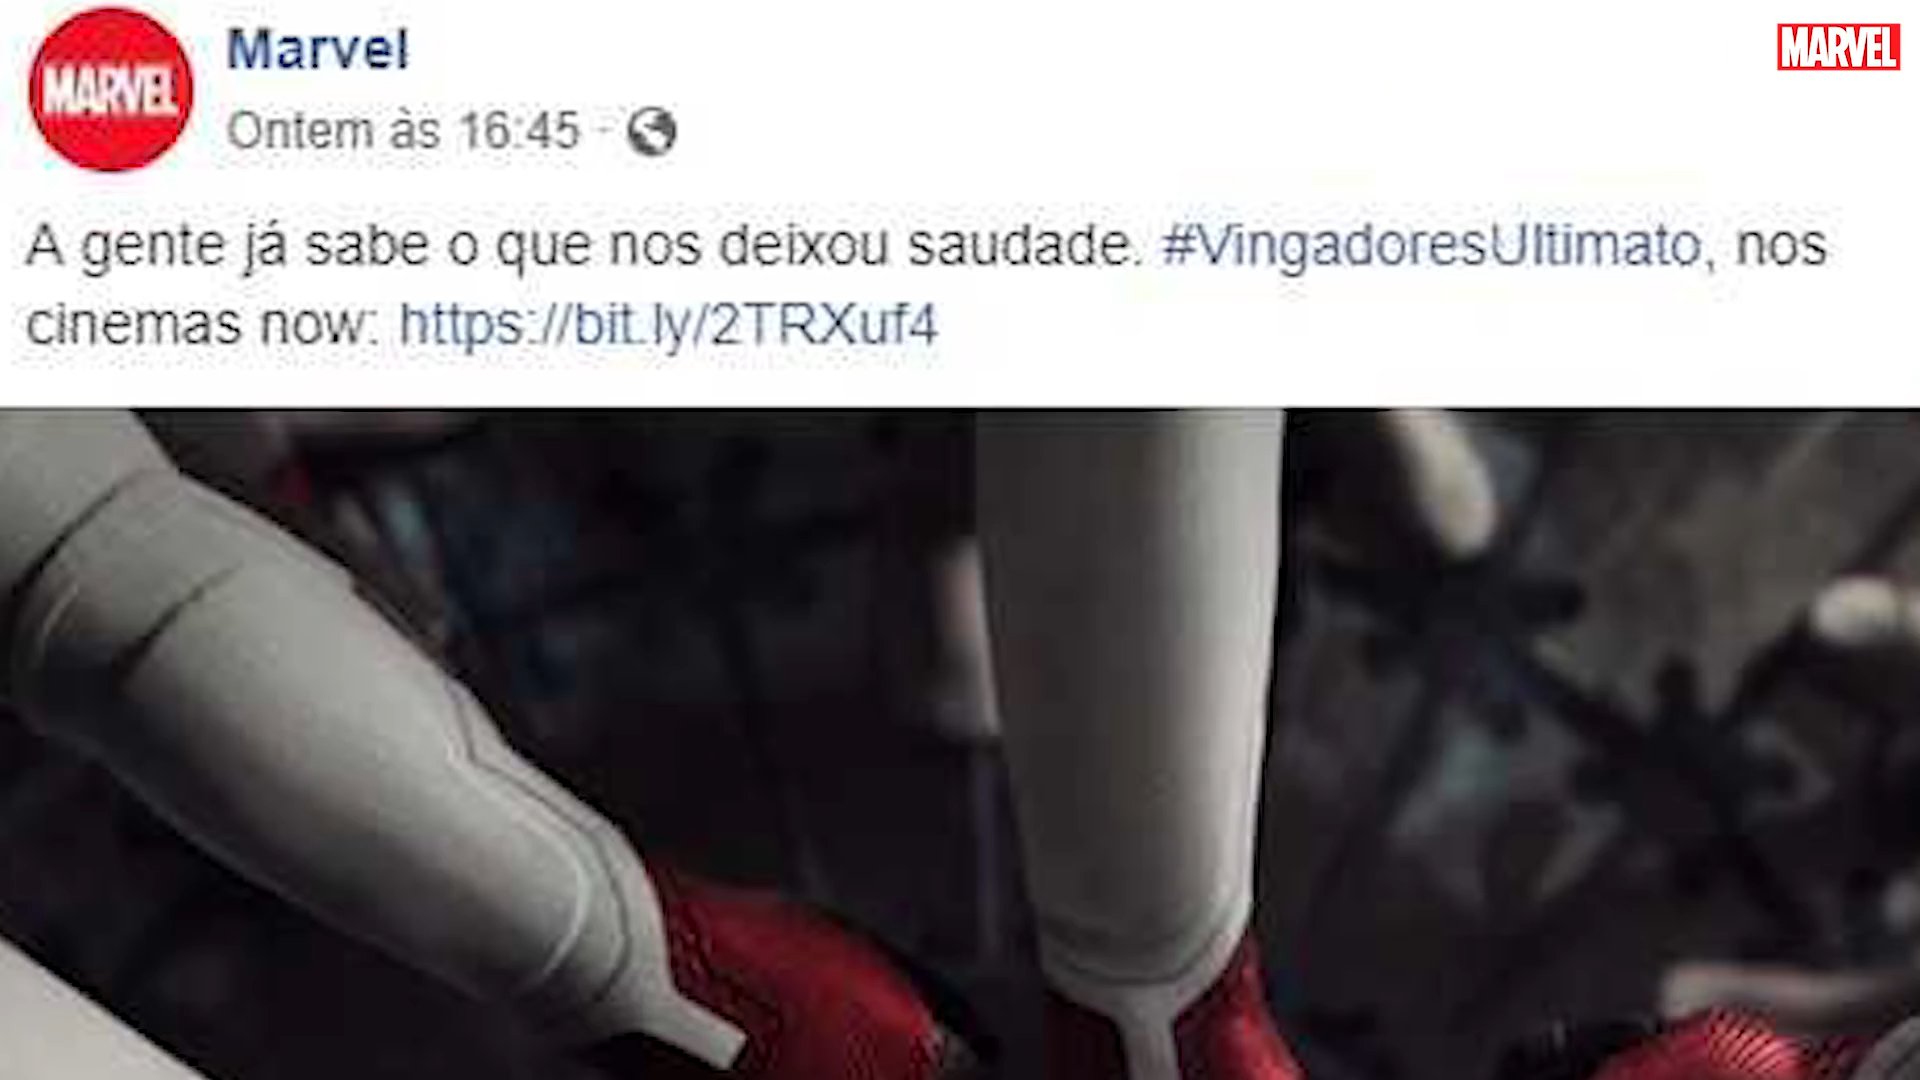 MARVEL
Marvel
MARVEL
Ontem às 16:45 ·
A gente já sabe o que nos deixou saudade. #VingadoresUltimato, nos
cinemas now: https://bit.ly/2TRXuf4